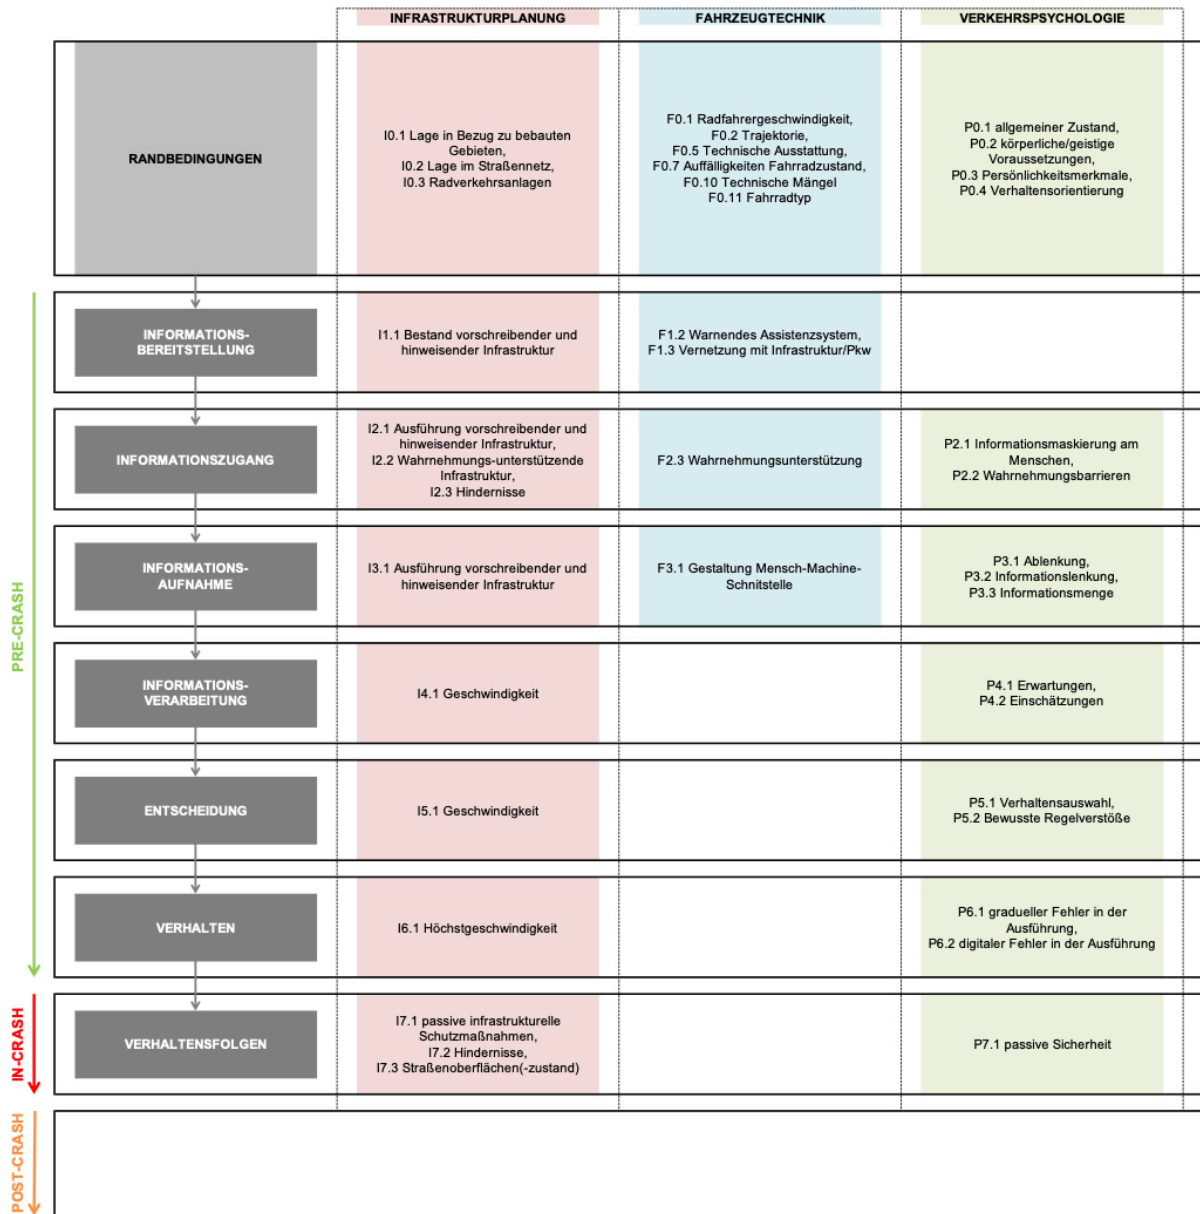 INFRASTRUKTURPLANUNG
FAHRZEUGTECHNIK
VERKEHRSPSYCHOLOGIE
RANDBEDINGUNGEN
I0.1 Lage in Bezug zu bebauten
Gebieten,
I0.2 Lage im Straßennetz,
I0.3 Radverkehrsanlagen
F0.1 Radfahrergeschwindigkeit,
F0.2 Trajektorie,
F0.5 Technische Ausstattung,
F0.7 Auffälligkeiten Fahrradzustand,
F0.10 Technische Mängel
F0.11 Fahrradtyp
P0.1 allgemeiner Zustand,
P0.2 körperliche/geistige
Voraussetzungen,
P0.3 Persönlichkeitsmerkmale,
P0.4 Verhaltensorientierung
PRE-CRASH
INFORMATIONS-
BEREITSTELLUNG
I1.1 Bestand vorschreibender und
hinweisender Infrastruktur
F1.2 Warnendes Assistenzsystem,
F1.3 Vernetzung mit Infrastruktur/Pkw
INFORMATIONSZUGANG
I2.1 Ausführung vorschreibender und
hinweisender Infrastruktur,
I2.2 Wahrnehmungs-unterstützende
Infrastruktur,
I2.3 Hindernisse
F2.3 Wahrnehmungsunterstützung
P2.1 Informationsmaskierung am
Menschen,
P2.2 Wahrnehmungsbarrieren
INFORMATIONS-
AUFNAHME
I3.1 Ausführung vorschreibender und
hinweisender Infrastruktur
F3.1 Gestaltung Mensch-Machine-
Schnitstelle
P3.1 Ablenkung,
P3.2 Informationslenkung,
P3.3 Informationsmenge
INFORMATIONS-
VERARBEITUNG
I4.1 Geschwindigkeit
P4.1 Erwartungen,
P4.2 Einschätzungen
ENTSCHEIDUNG
I5.1 Geschwindigkeit
P5.1 Verhaltensauswahl,
P5.2 Bewusste Regelverstöße
VERHALTEN
I6.1 Höchstgeschwindigkeit
P6.1 gradueller Fehler in der
Ausführung,
P6.2 digitaler Fehler in der Ausführung
IN-CRASH
VERHALTENSFOLGEN
I7.1 passive infrastrukturelle
Schutzmaßnahmen,
I7.2 Hindernisse,
I7.3 Straßenoberflächen(-zustand)
P7.1 passive Sicherheit
POST-CRASH